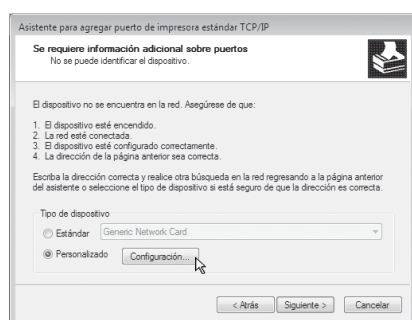 Asistente para agregar puerto de impresora estándar TCP/IP
Se requiere información adicional sobre puertos
No se puede identificar el dispositivo.
El dispositivo no se encuentra en la red. Asegúrese de que:
1. El dispositivo esté encendido.
2. La red esté conectada.
3. El dispositivo esté configurado correctamente.
4. La dirección de la página anterior sea correcta.
Escriba la dirección correcta y realice otra búsqueda en la red regresando a la página anterior
del asistente o seleccione el tipo de dispositivo si está seguro de que la dirección es correcta.
Tipo de dispositivo
Estándar Generic Network Card
Personalizado Configuración...
< Atrás Siguiente > Cancelar